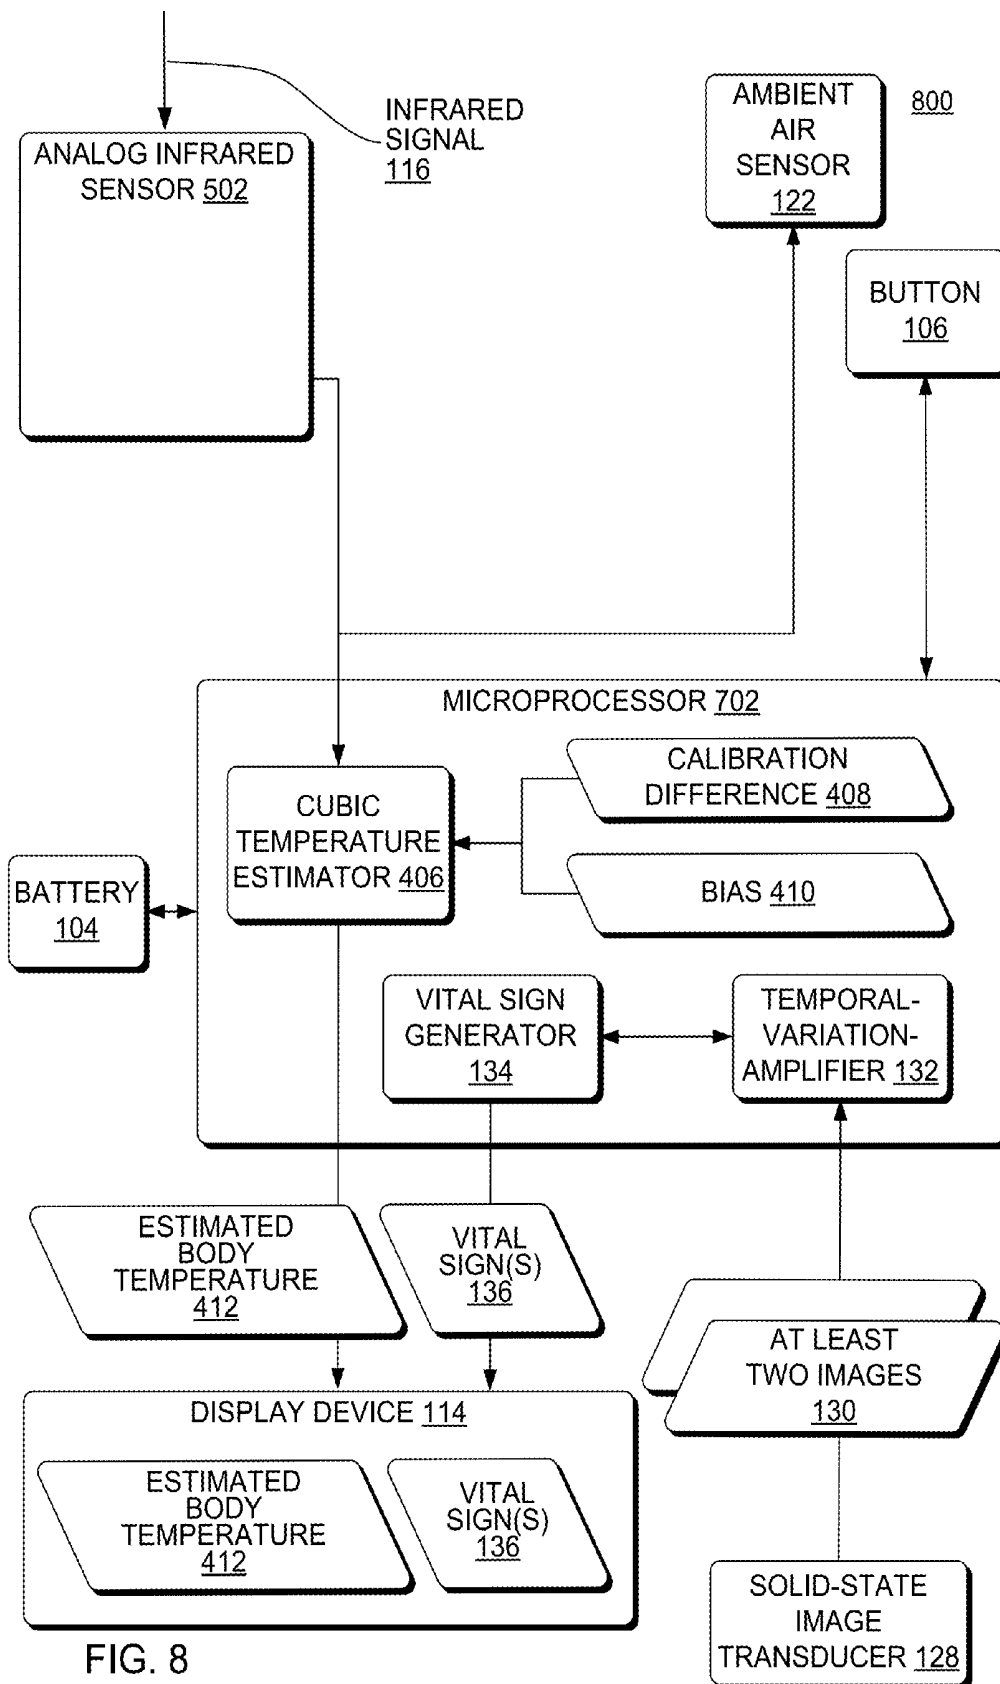 INFRARED
SIGNAL
116
ANALOG INFRARED
SENSOR 502
AMBIENT
AIR
SENSOR
122
800
BUTTON
106
MICROPROCESSOR 702
CUBIC
TEMPERATURE
ESTIMATOR 406
CALIBRATION
DIFFERENCE 408
BIAS 410
BATTERY
104
VITAL SIGN
GENERATOR
134
TEMPORAL-
VARIATION-
AMPLIFIER 132
ESTIMATED
BODY
TEMPERATURE
412
VITAL
SIGN(S)
136
AT LEAST
TWO IMAGES
130
DISPLAY DEVICE 114
ESTIMATED
BODY
TEMPERATURE
412
VITAL
SIGN(S)
136
SOLID-STATE
IMAGE
TRANSDUCER 128
FIG. 8